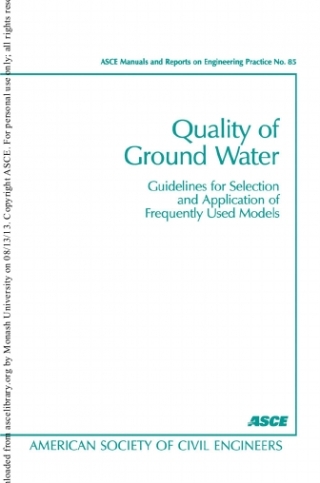 ASCE Manuals and Reports on Engineering Practice No. 85
Quality of
Ground Water
Guidelines for Selection
and Application of
Frequently Used Models
ASCE
AMERICAN SOCIETY OF CIVIL ENGINEERS
from ascelibrary.org by Monash University on 08/13/13. Copyright ASCE. For personal use only; all rights